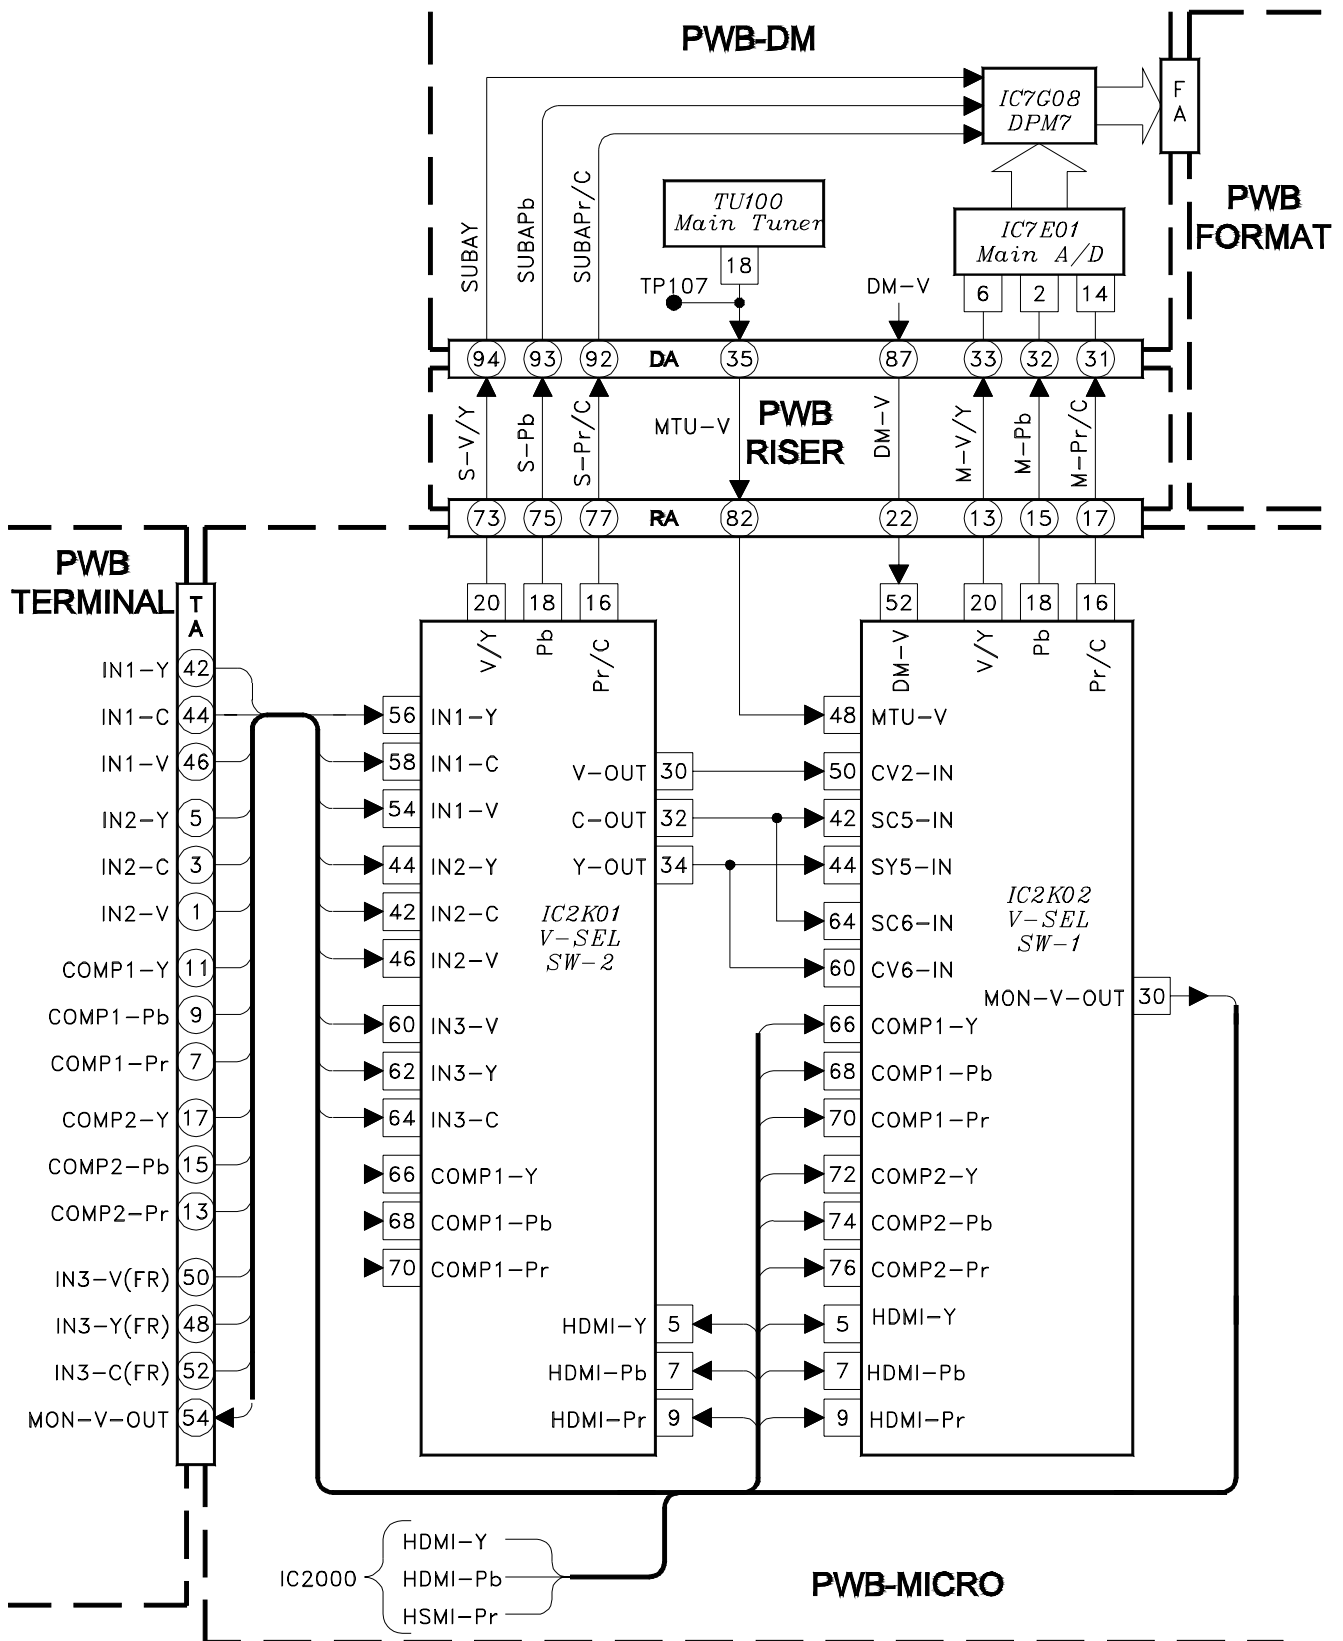 PWB-DM
IC7G08
DPM7
F
A
PWB
FORMAT
SUBAY
SUBAPb
SUBAPr/C
TU100
Main Tuner
18
TP107
DM-V
IC7E01
Main A/D
6 2 14
94 93 92 DA 35 87 33 32 31
S-V/Y
S-Pb
S-Pr/C
MTU-V
PWB
RISER
DM-V
M-V/Y
M-Pb
M-Pr/C
73 75 77 RA 82 22 13 15 17
PWB
TERMINAL
T
A
20 18 16
V/Y
Pb
Pr/C
52 20 18 16
DM-V
V/Y
Pb
Pr/C
IN1-Y 42
IN1-C 44
IN1-V 46
IN2-Y 5
IN2-C 3
IN2-V 1
COMP1-Y 11
COMP1-Pb 9
COMP1-Pr 7
COMP2-Y 17
COMP2-Pb 15
COMP2-Pr 13
IN3-V(FR) 50
IN3-Y(FR) 48
IN3-C(FR) 52
MON-V-OUT 54
56 IN1-Y
58 IN1-C
54 IN1-V
44 IN2-Y
42 IN2-C
46 IN2-V
60 IN3-V
62 IN3-Y
64 IN3-C
66 COMP1-Y
68 COMP1-Pb
70 COMP1-Pr
V-OUT 30
C-OUT 32
Y-OUT 34
IC2K01
V-SEL
SW-2
HDMI-Y 5
HDMI-Pb 7
HDMI-Pr 9
48 MTU-V
50 CV2-IN
42 SC5-IN
44 SY5-IN
64 SC6-IN
60 CV6-IN
IC2K02
V-SEL
SW-1
MON-V-OUT 30
66 COMP1-Y
68 COMP1-Pb
70 COMP1-Pr
72 COMP2-Y
74 COMP2-Pb
76 COMP2-Pr
5 HDMI-Y
7 HDMI-Pb
9 HDMI-Pr
IC2000
HDMI-Y
HDMI-Pb
HSMI-Pr
PWB-MICRO